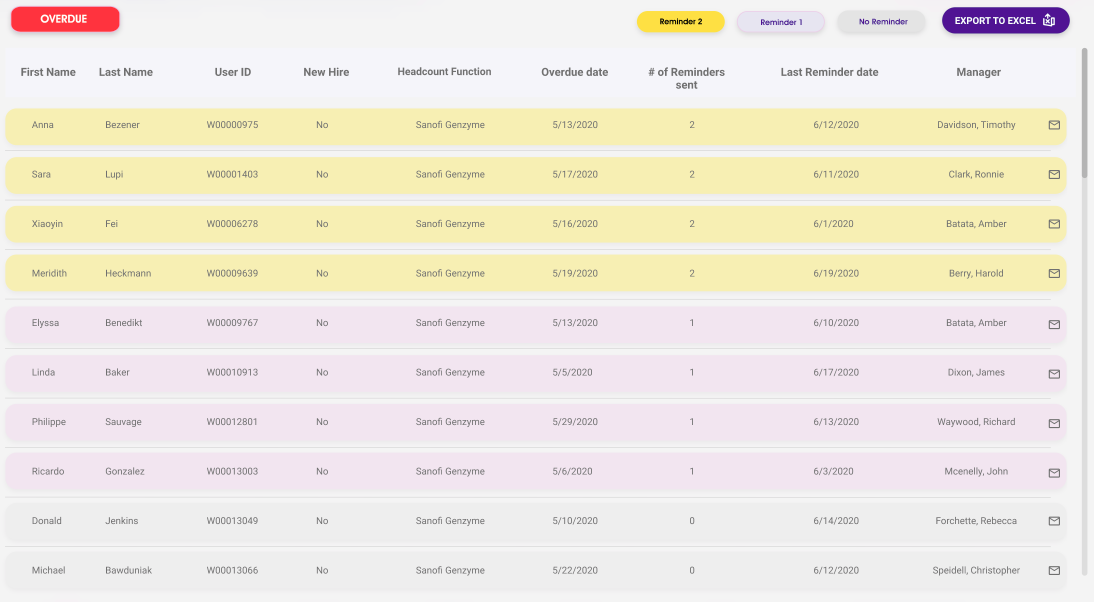 OVERDUE
Reminder 2 Reminder 1 No Reminder EXPORT TO EXCEL
First Name Last Name User ID New Hire Headcount Function Overdue date # of Reminders sent Last Reminder date Manager
Anna Bezener W00000975 No Sanofi Genzyme 5/13/2020 2 6/12/2020 Davidson, Timothy
Sara Lupi W00001403 No Sanofi Genzyme 5/17/2020 2 6/11/2020 Clark, Ronnie
Xiaoyin Fei W00006278 No Sanofi Genzyme 5/16/2020 2 6/1/2020 Batata, Amber
Meridith Heckmann W00009639 No Sanofi Genzyme 5/19/2020 2 6/19/2020 Berry, Harold
Elyssa Benedikt W00009767 No Sanofi Genzyme 5/13/2020 1 6/10/2020 Batata, Amber
Linda Baker W00010913 No Sanofi Genzyme 5/5/2020 1 6/17/2020 Dixon, James
Philippe Sauvage W00012801 No Sanofi Genzyme 5/29/2020 1 6/13/2020 Waywood, Richard
Ricardo Gonzalez W00013003 No Sanofi Genzyme 5/6/2020 1 6/3/2020 Mcenelly, John
Donald Jenkins W00013049 No Sanofi Genzyme 5/10/2020 0 6/14/2020 Forchette, Rebecca
Michael Bawduniak W00013066 No Sanofi Genzyme 5/22/2020 0 6/12/2020 Speidell, Christopher